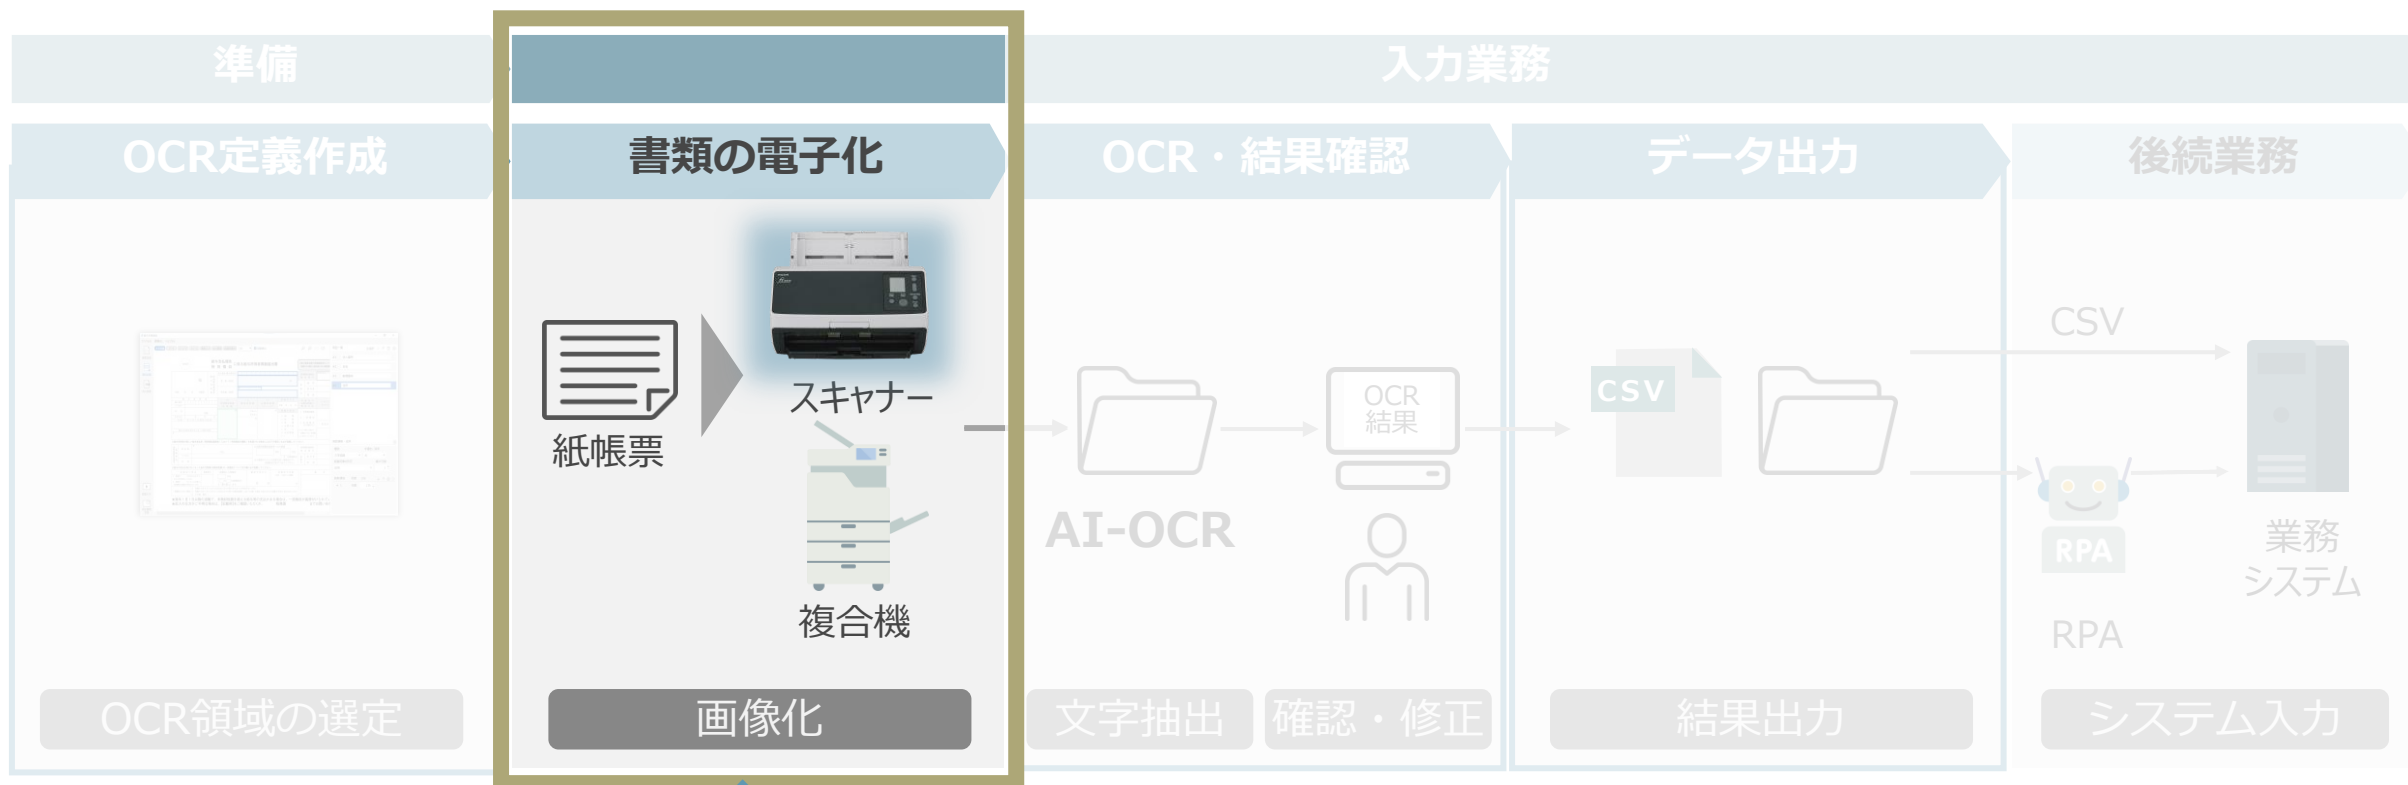 準備
入力業務
OCR定義作成
書類の電子化
OCR・結果確認
データ出力
後続業務
紙帳票
スキャナー
複合機
画像化
OCR領域の選定
AI-OCR
OCR
結果
文字抽出
確認・修正
CSV
結果出力
CSV
RPA
RPA
業務
システム
システム入力